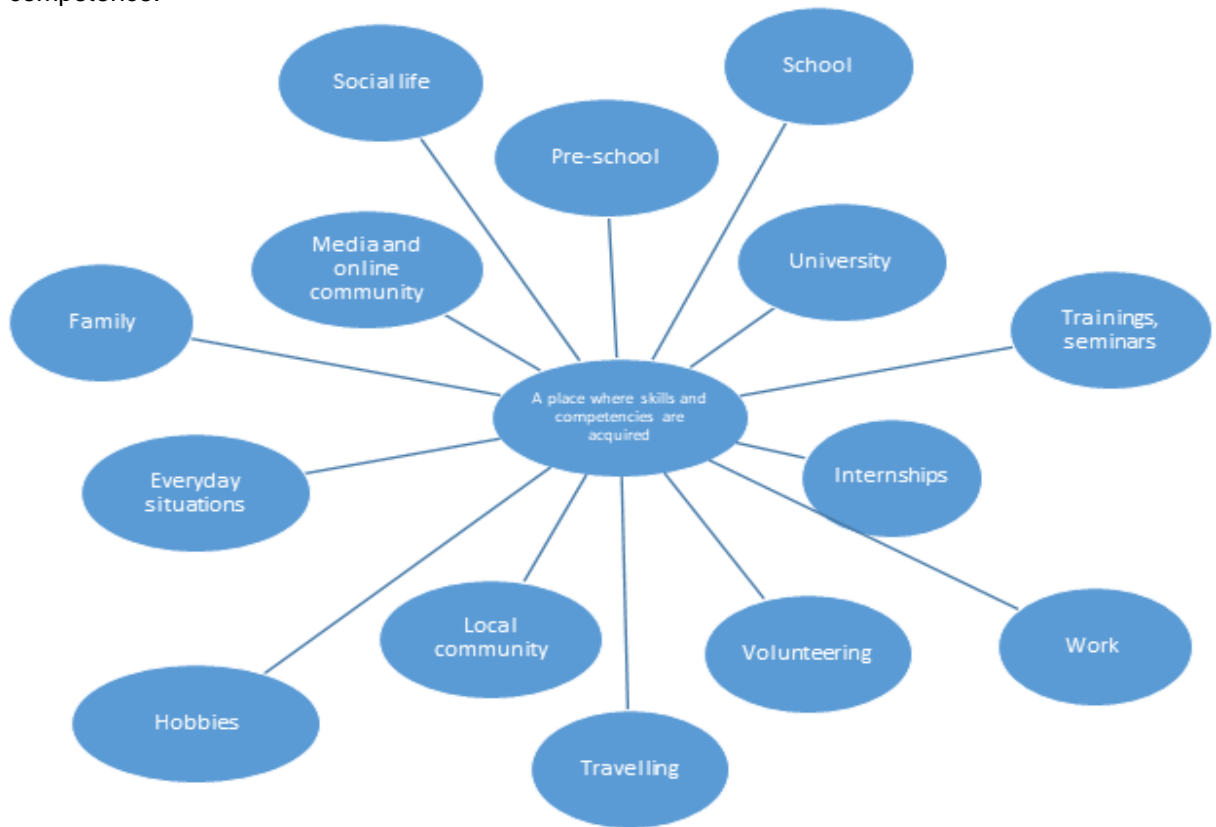 School
Social life
Pre-school
Media and
online
community
University
Family
Trainings,
seminars
A place where skills and
competencies are
acquired
Everyday
situations
Internships
Local
community
Volunteering
Work
Hobbies
Travelling